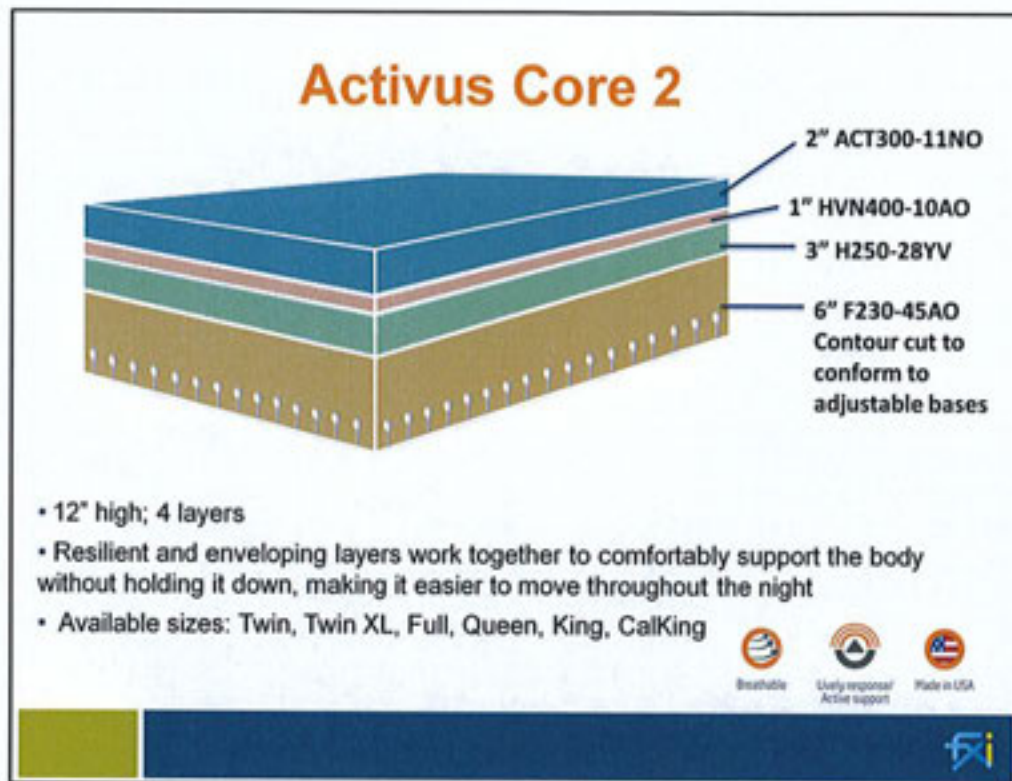 Activus Core 2
2” ACT300-11NO
1” HVN400-10AO
3” H250-28YV
6” F230-45AO
Contour cut to
conform to
adjustable bases
• 12” high; 4 layers
• Resilient and enveloping layers work together to comfortably support the body
without holding it down, making it easier to move throughout the night
• Available sizes: Twin, Twin XL, Full, Queen, King, CalKing
Breathable
Lively response/
Active support
Made in USA
fxi